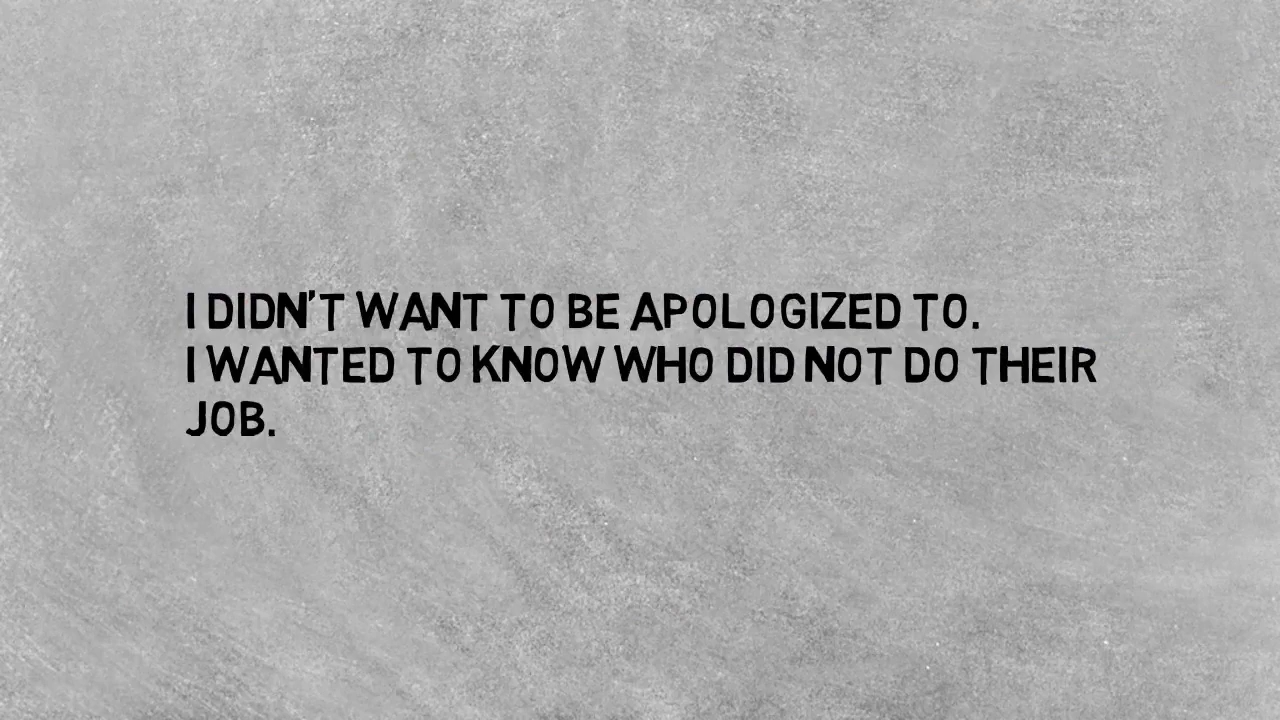 I DIDN'T WANT TO BE APOLOGIZED TO.
I WANTED TO KNOW WHO DID NOT DO THEIR
JOB.